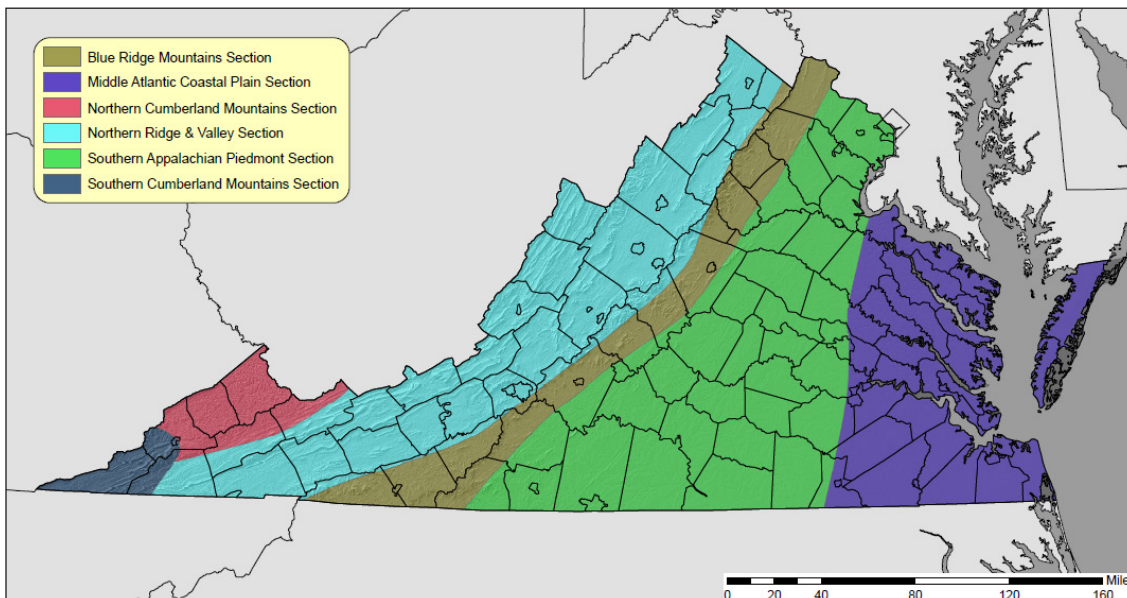 Blue Ridge Mountains Section
Middle Atlantic Coastal Plain Section
Northern Cumberland Mountains Section
Northern Ridge & Valley Section
Southern Appalachian Piedmont Section
Southern Cumberland Mountains Section
Mile
0 20 40 80 120 160